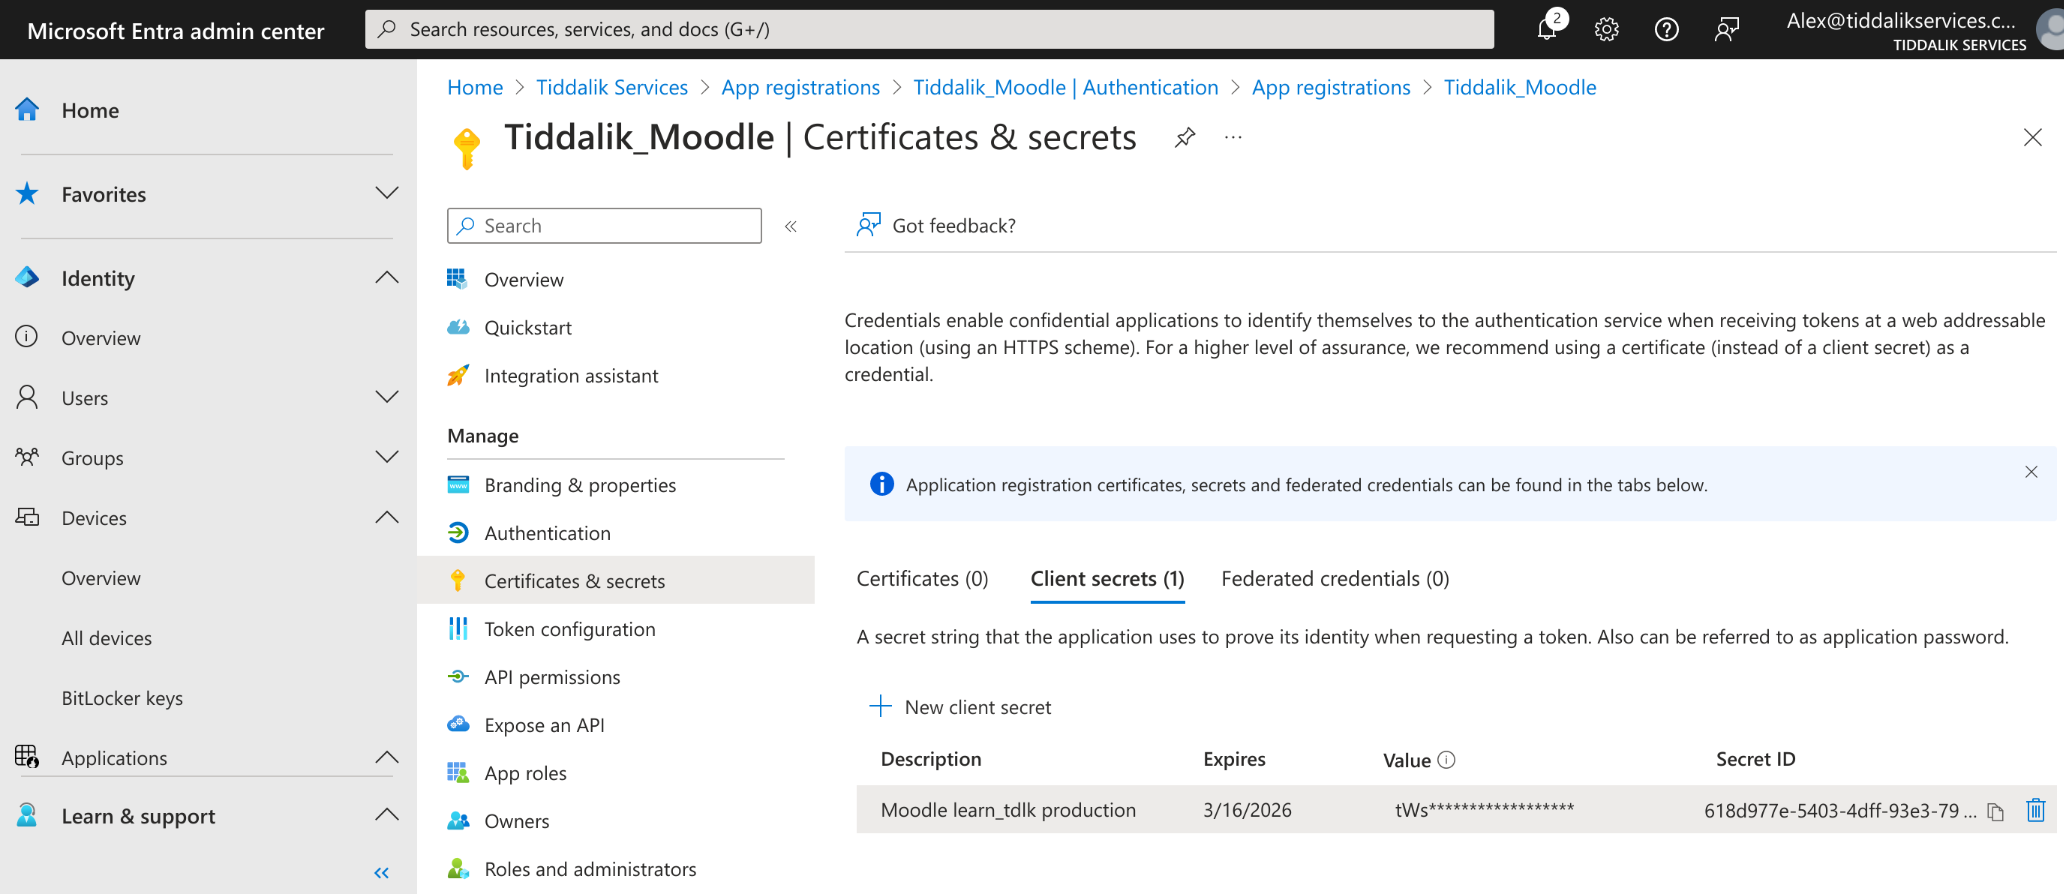 Microsoft Entra admin center
Search resources, services, and docs (G+/)
2
Alex@tiddalikservices.c...
TIDDALIK SERVICES
Home
Favorites
Identity
Overview
Users
Groups
Devices
Overview
All devices
BitLocker keys
Applications
Learn & support
Home > Tiddalik Services > App registrations > Tiddalik_Moodle | Authentication > App registrations > Tiddalik_Moodle
Tiddalik_Moodle | Certificates & secrets
Search
Overview
Quickstart
Integration assistant
Manage
Branding & properties
Authentication
Certificates & secrets
Token configuration
API permissions
Expose an API
App roles
Owners
Roles and administrators
Got feedback?
Credentials enable confidential applications to identify themselves to the authentication service when receiving tokens at a web addressable
location (using an HTTPS scheme). For a higher level of assurance, we recommend using a certificate (instead of a client secret) as a
credential.
Application registration certificates, secrets and federated credentials can be found in the tabs below.
Certificates (0) Client secrets (1) Federated credentials (0)
A secret string that the application uses to prove its identity when requesting a token. Also can be referred to as application password.
New client secret
Description Expires Value Secret ID
Moodle learn_tdlk production 3/16/2026 tWs****************** 618d977e-5403-4dff-93e3-79 ...